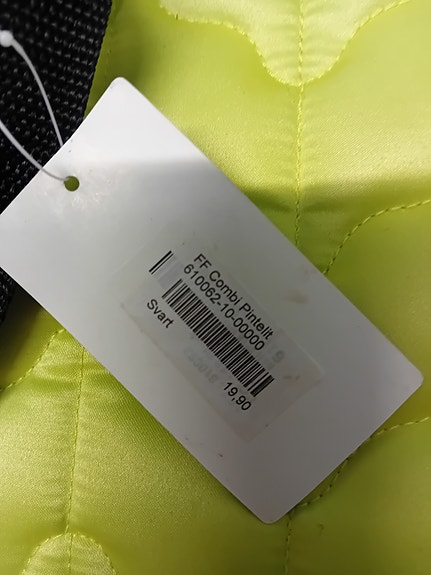 FF Combi Pintelit
610062-10-00000
Svart
19,90